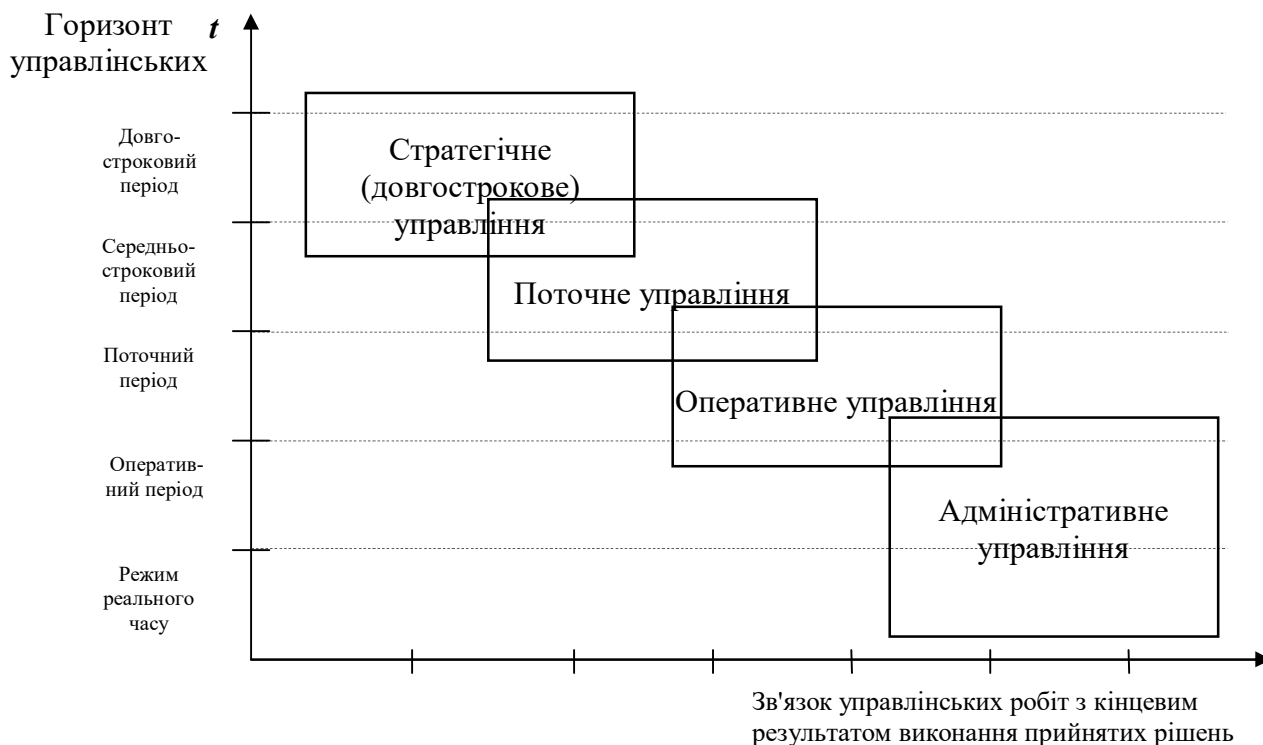 Горизонт t
управлінських
Довго-
строковий
період
Стратегічне
(довгострокове)
управління
Середньо-
строковий
період
Поточне управління
Поточний
період
Оперативне управління
Оператив-
ний період
Адміністративне
управління
Режим
реального
часу
Зв'язок управлінських робіт з кінцевим
результатом виконання прийнятих рішень